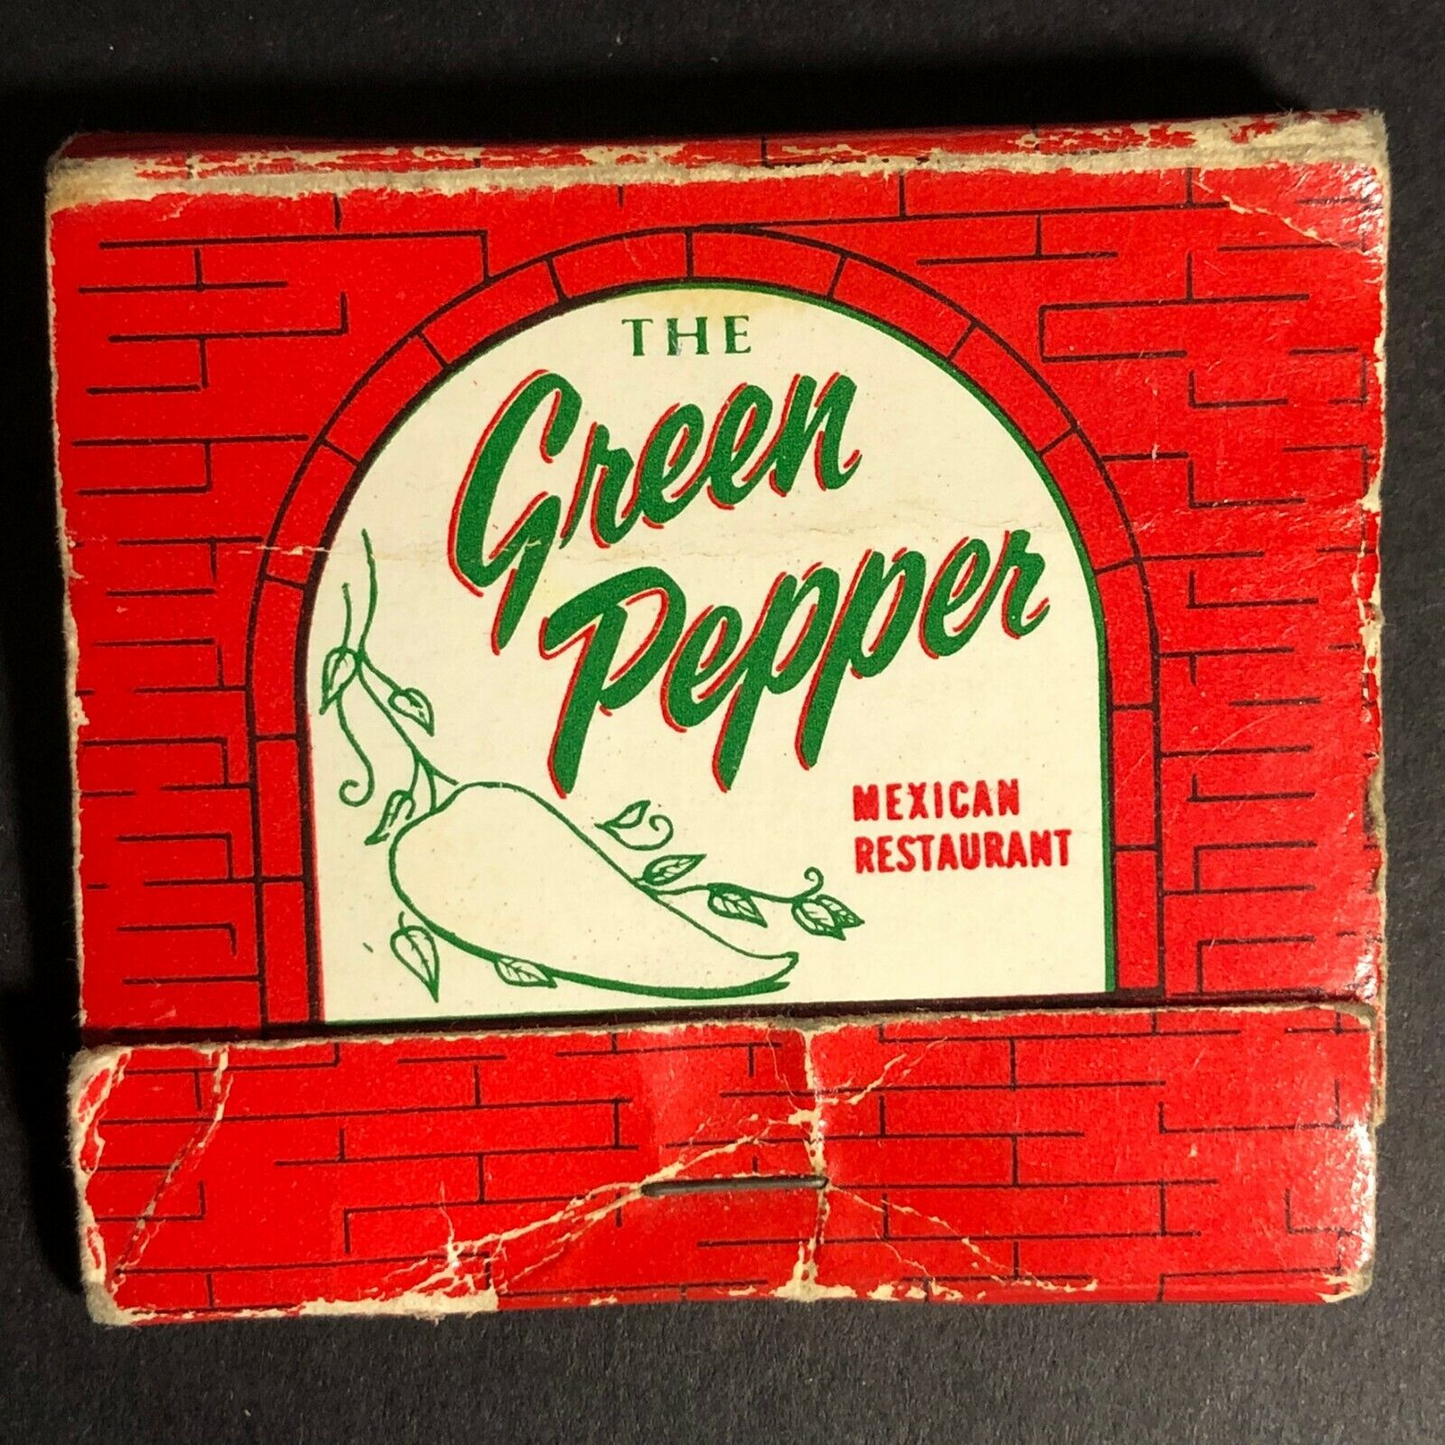 THE
Green
Pepper
MEXICAN
RESTAURANT